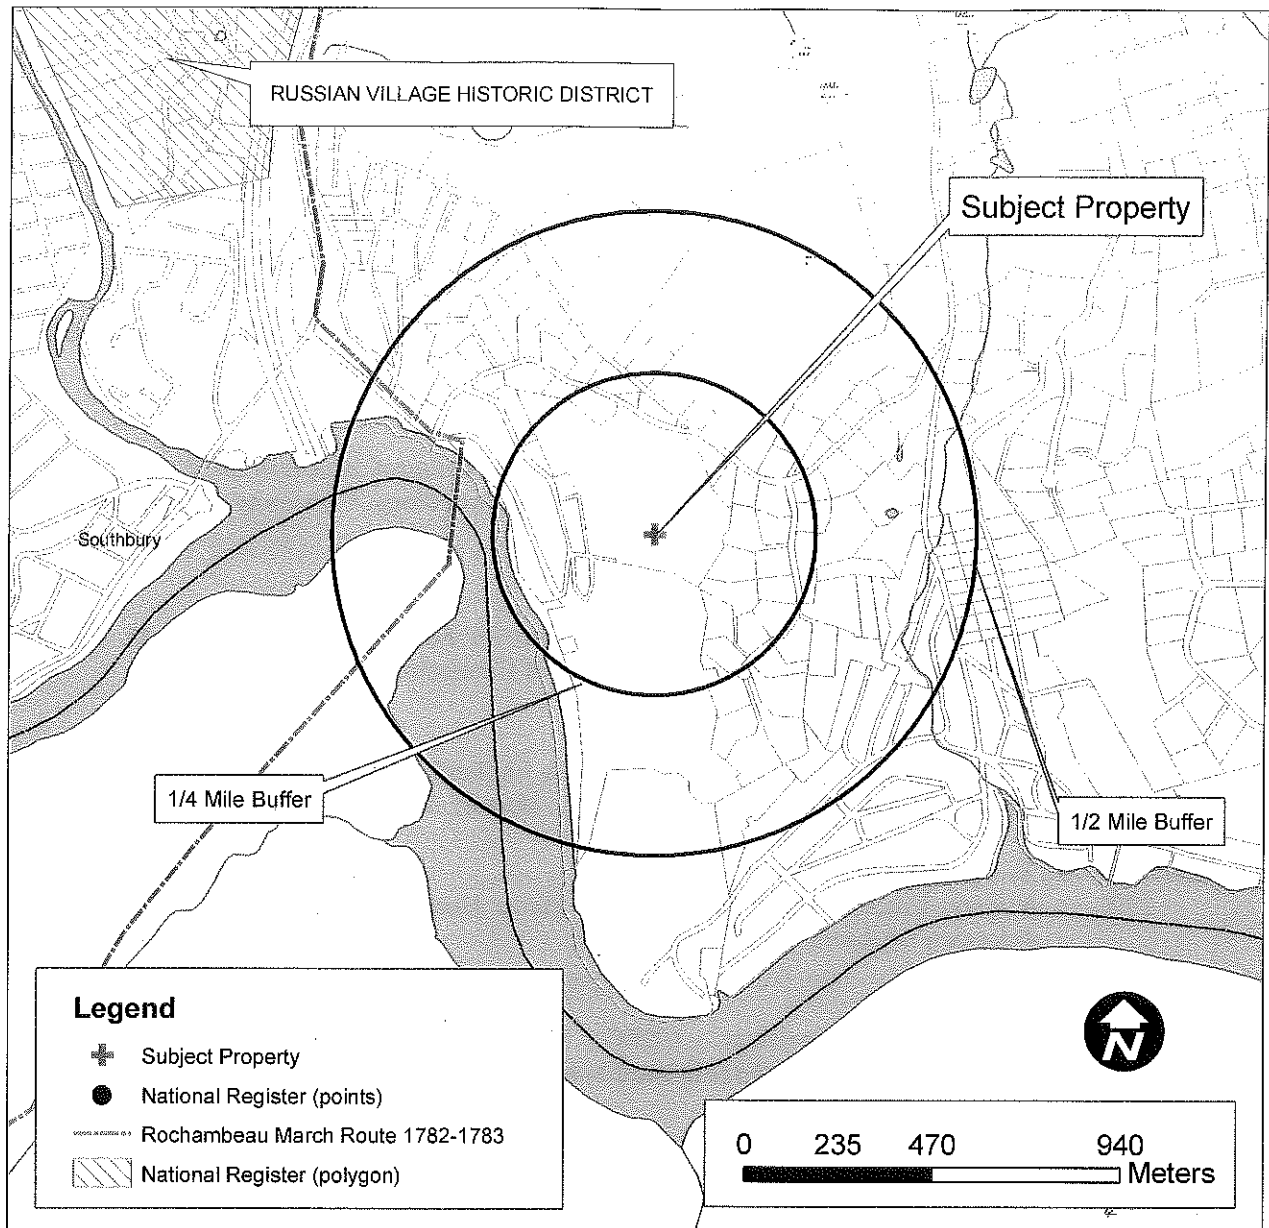 RUSSIAN VILLAGE HISTORIC DISTRICT
Subject Property
Southbury
1/4 Mile Buffer
1/2 Mile Buffer
Legend
Subject Property
National Register (points)
Rochambeau March Route 1782-1783
National Register (polygon)
N
0 235 470 940
Meters